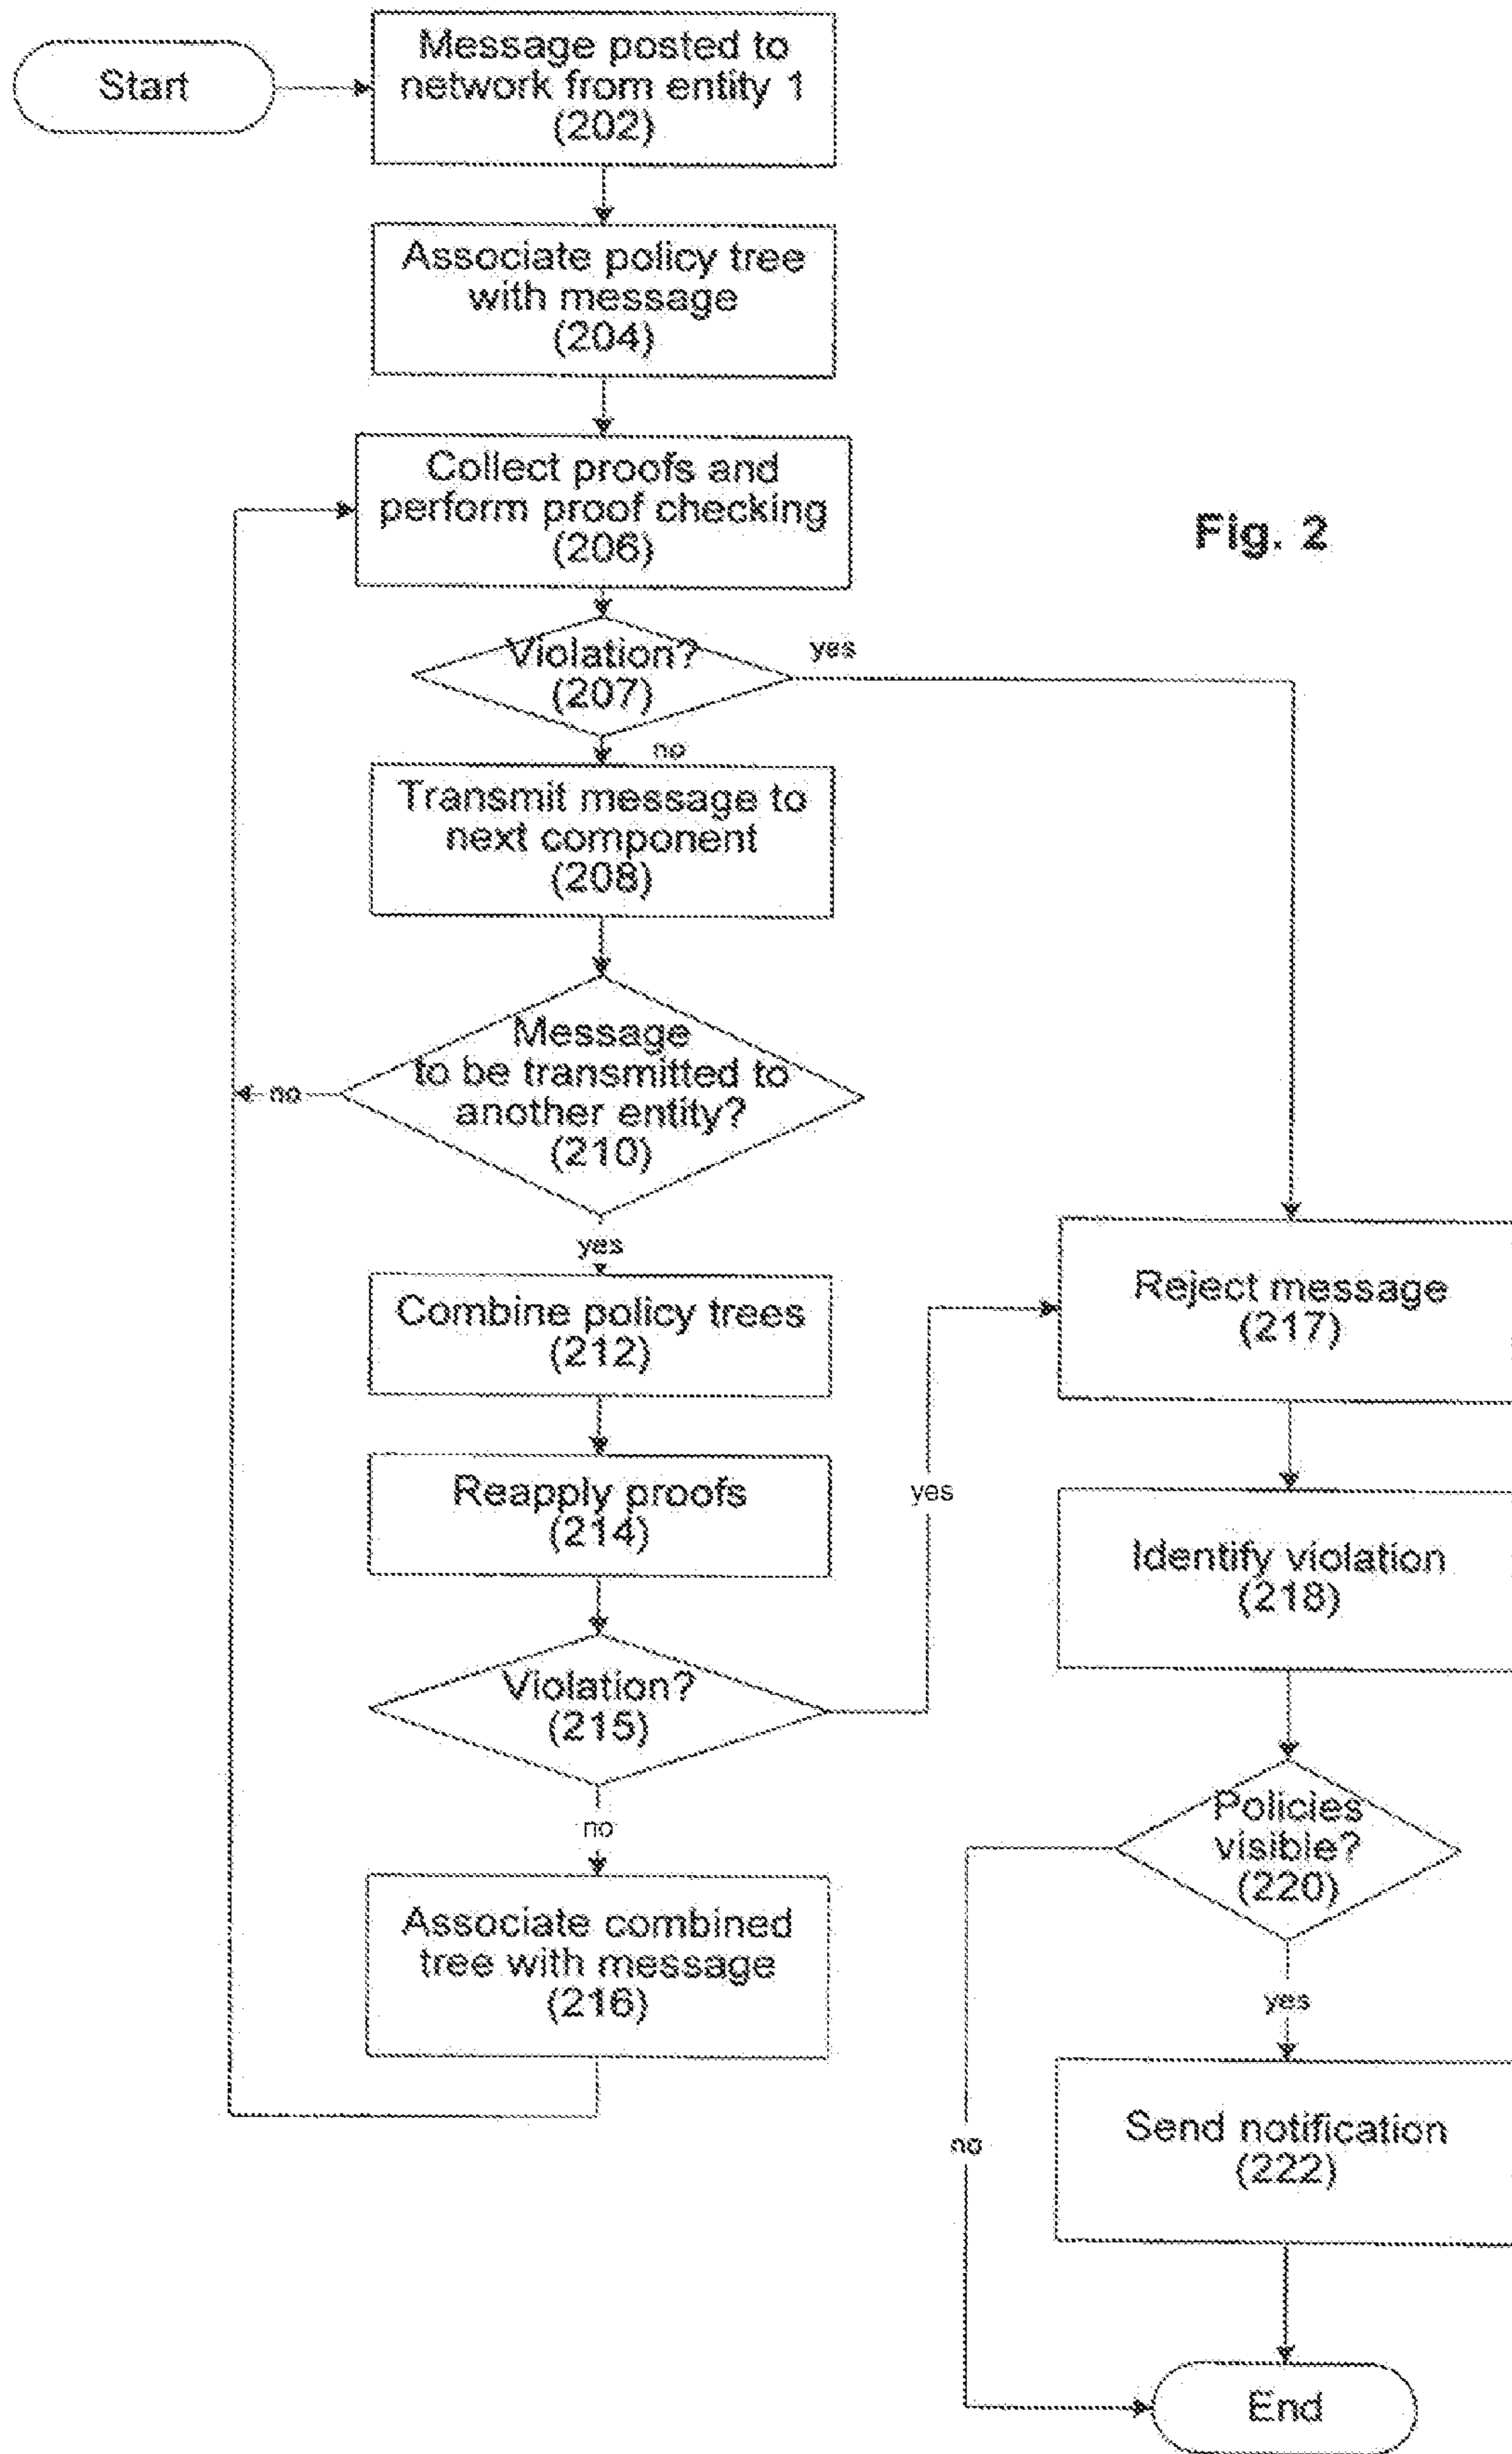 Start
Message posted to
network from entity 1
(202)
Associate policy tree
with message
(204)
Collect proofs and
perform proof checking
(206)
Fig. 2
Violation?
(207)
yes
no
Transmit message to
next component
(208)
Message
to be transmitted to
another entity?
(210)
no
yes
Combine policy trees
(212)
Reapply proofs
(214)
Violation?
(215)
yes
no
Associate combined
tree with message
(216)
Reject message
(217)
Identify violation
(218)
Policies
visible?
(220)
yes
no
Send notification
(222)
End